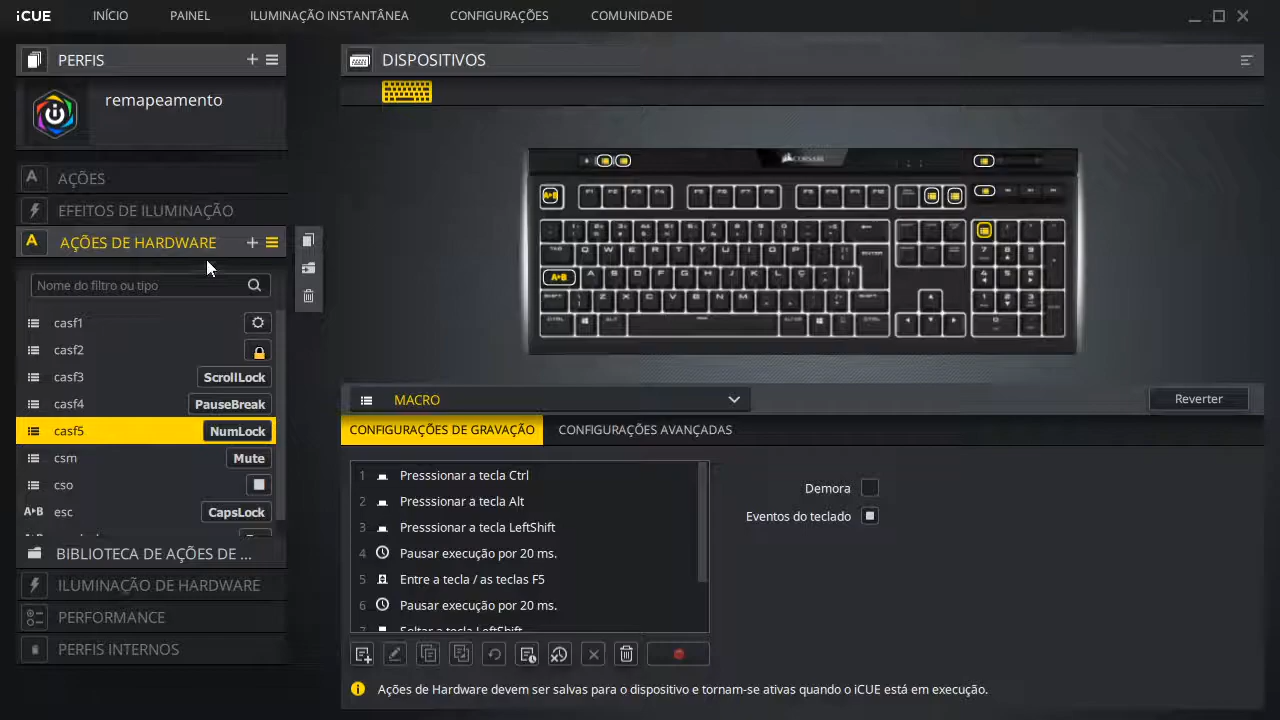 iCUE INÍCIO PAINEL ILUMINAÇÃO INSTANTÂNEA CONFIGURAÇÕES COMUNIDADE
PERFIS
remapeamento
AÇÕES
EFEITOS DE ILUMINAÇÃO
AÇÕES DE HARDWARE
Nome do filtro ou tipo
casf1
casf2
casf3 ScrollLock
casf4 PauseBreak
casf5 NumLock
csm Mute
cso
esc CapsLock
BIBLIOTECA DE AÇÕES DE ...
ILUMINAÇÃO DE HARDWARE
PERFORMANCE
PERFIS INTERNOS
DISPOSITIVOS
CORSAIR
MACRO
Reverter
CONFIGURAÇÕES DE GRAVAÇÃO CONFIGURAÇÕES AVANÇADAS
1 Presssionar a tecla Ctrl
2 Presssionar a tecla Alt
3 Presssionar a tecla LeftShift
4 Pausar execução por 20 ms.
5 Entre a tecla / as teclas F5
6 Pausar execução por 20 ms.
7 Soltar a tecla LeftShift
Demora
Eventos do teclado
Ações de Hardware devem ser salvas para o dispositivo e tornam-se ativas quando o iCUE está em execução.